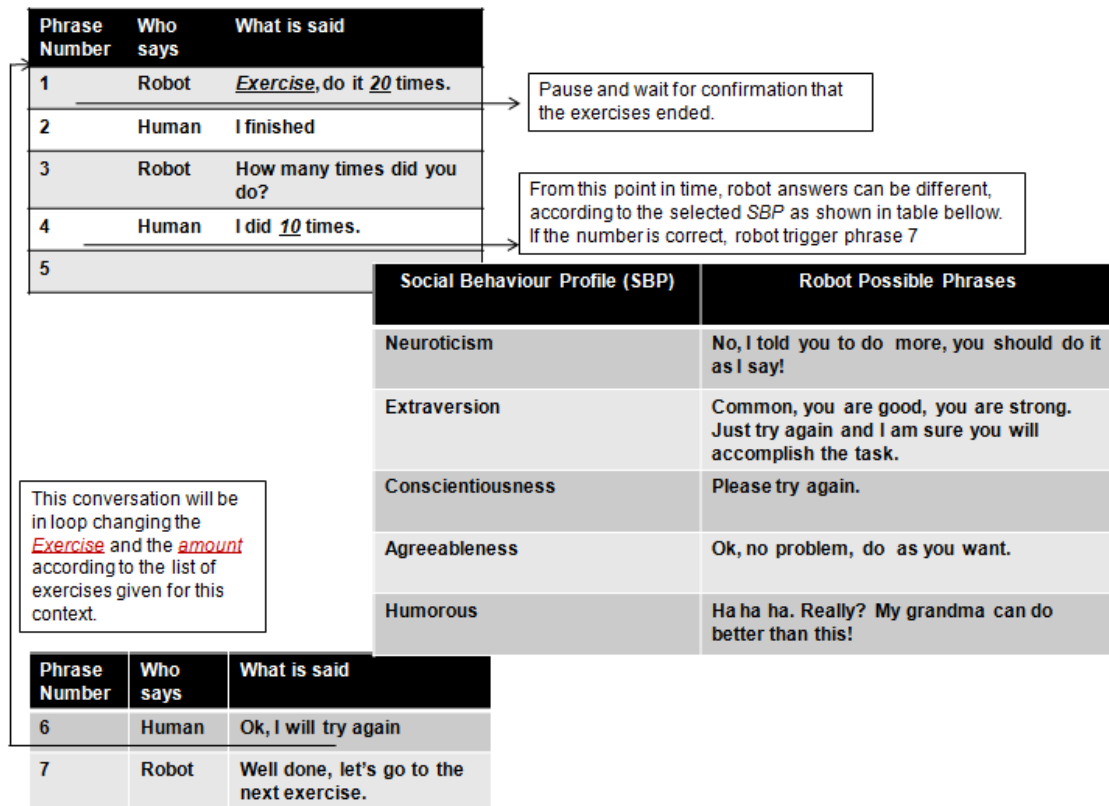 Phrase Number Who says What is said
1 Robot Exercise, do it 20 times.
2 Human I finished
3 Robot How many times did you
do?
4 Human I did 10 times.
5
Pause and wait for confirmation that
the exercises ended.
From this point in time, robot answers can be different,
according to the selected SBP as shown in table bellow.
If the number is correct, robot trigger phrase 7
Social Behaviour Profile (SBP) Robot Possible Phrases
Neuroticism No, I told you to do more, you should do it
as I say!
Extraversion Common, you are good, you are strong.
Just try again and I am sure you will
accomplish the task.
Conscientiousness Please try again.
Agreeableness Ok, no problem, do as you want.
Humorous Ha ha ha. Really? My grandma can do
better than this!
This conversation will be
in loop changing the
Exercise and the amount
according to the list of
exercises given for this
context.
Phrase Number Who says What is said
6 Human Ok, I will try again
7 Robot Well done, let's go to the
next exercise.